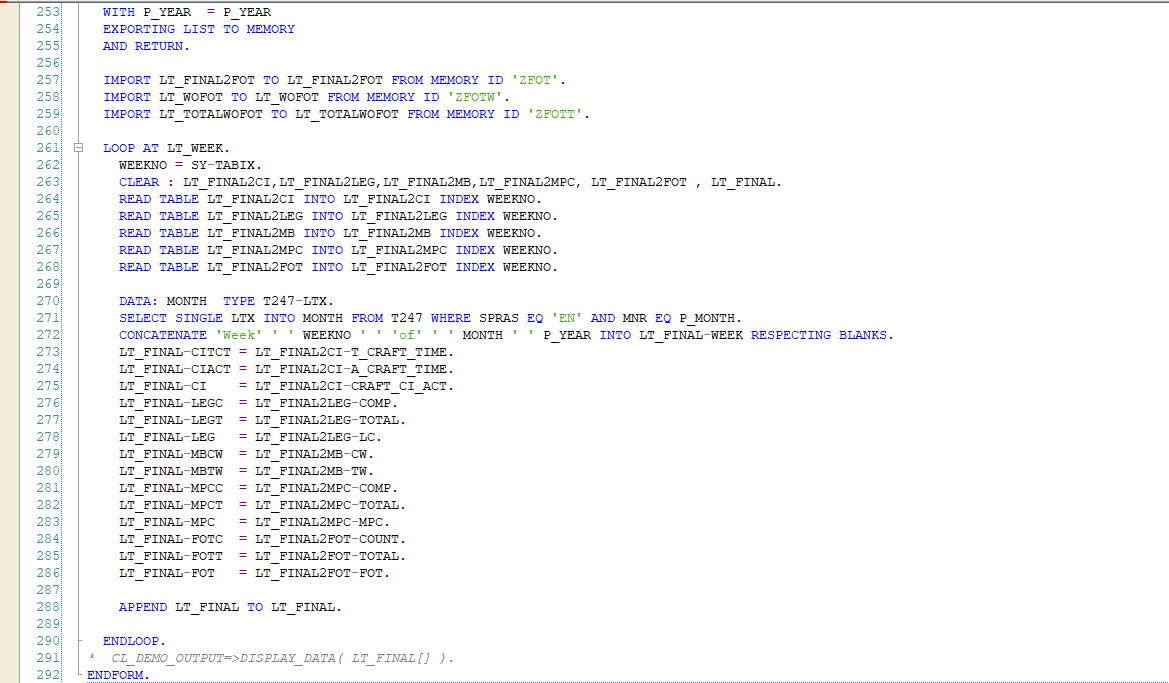 253 WITH P_YEAR  = P_YEAR
254 EXPORTING LIST TO MEMORY
255 AND RETURN.
256
257 IMPORT LT_FINAL2FOT TO LT_FINAL2FOT FROM MEMORY ID 'ZFOT'.
258 IMPORT LT_WOFOT TO LT_WOFOT FROM MEMORY ID 'ZFOTW'.
259 IMPORT LT_TOTALWOFOT TO LT_TOTALWOFOT FROM MEMORY ID 'ZFOTT'.
260
261 LOOP AT LT_WEEK.
262 WEEKNO = SY-TABIX.
263 CLEAR : LT_FINAL2CI,LT_FINAL2LEG,LT_FINAL2MB,LT_FINAL2MPC, LT_FINAL2FOT , LT_FINAL.
264 READ TABLE LT_FINAL2CI INTO LT_FINAL2CI INDEX WEEKNO.
265 READ TABLE LT_FINAL2LEG INTO LT_FINAL2LEG INDEX WEEKNO.
266 READ TABLE LT_FINAL2MB INTO LT_FINAL2MB INDEX WEEKNO.
267 READ TABLE LT_FINAL2MPC INTO LT_FINAL2MPC INDEX WEEKNO.
268 READ TABLE LT_FINAL2FOT INTO LT_FINAL2FOT INDEX WEEKNO.
269
270 DATA: MONTH  TYPE T247-LTX.
271 SELECT SINGLE LTX INTO MONTH FROM T247 WHERE SPRAS EQ 'EN' AND MNR EQ P_MONTH.
272 CONCATENATE 'Week' ' ' WEEKNO ' ' 'of' ' ' MONTH ' ' P_YEAR INTO LT_FINAL-WEEK RESPECTING BLANKS.
273 LT_FINAL-CITCT = LT_FINAL2CI-T_CRAFT_TIME.
274 LT_FINAL-CIACT = LT_FINAL2CI-A_CRAFT_TIME.
275 LT_FINAL-CI    = LT_FINAL2CI-CRAFT_CI_ACT.
276 LT_FINAL-LEGC  = LT_FINAL2LEG-COMP.
277 LT_FINAL-LEGT  = LT_FINAL2LEG-TOTAL.
278 LT_FINAL-LEG   = LT_FINAL2LEG-LC.
279 LT_FINAL-MBCW  = LT_FINAL2MB-CW.
280 LT_FINAL-MBTW  = LT_FINAL2MB-TW.
281 LT_FINAL-MPCC  = LT_FINAL2MPC-COMP.
282 LT_FINAL-MPCT  = LT_FINAL2MPC-TOTAL.
283 LT_FINAL-MPC   = LT_FINAL2MPC-MPC.
284 LT_FINAL-FOTC  = LT_FINAL2FOT-COUNT.
285 LT_FINAL-FOTT  = LT_FINAL2FOT-TOTAL.
286 LT_FINAL-FOT   = LT_FINAL2FOT-FOT.
287
288 APPEND LT_FINAL TO LT_FINAL.
289
290 ENDLOOP.
291 *  CL_DEMO_OUTPUT=>DISPLAY_DATA( LT_FINAL[] ).
292 ENDFORM.